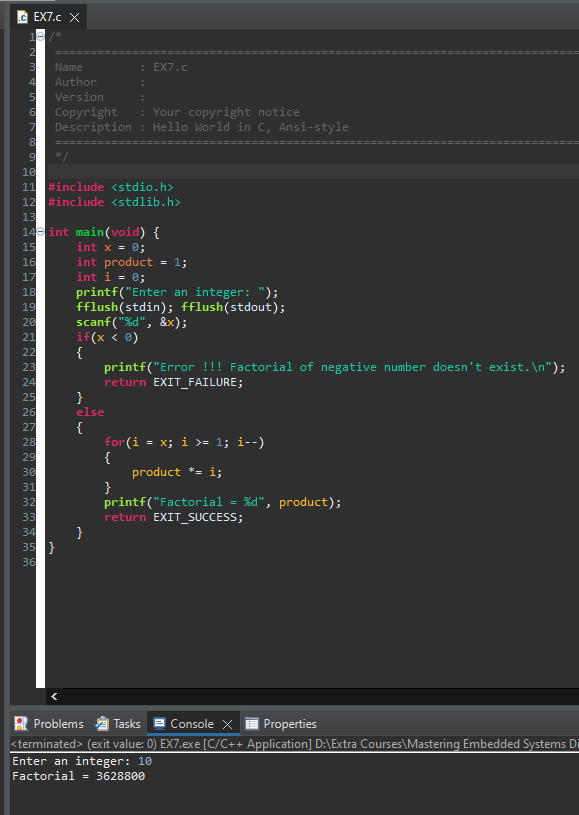 EX7.c
1 /*
2 ============================================================================
3 Name        : EX7.c
4 Author      :
5 Version     :
6 Copyright   : Your copyright notice
7 Description : Hello World in C, Ansi-style
8 ============================================================================
9 */
10
11 #include <stdio.h>
12 #include <stdlib.h>
13
14 int main(void) {
15     int x = 0;
16     int product = 1;
17     int i = 0;
18     printf("Enter an integer: ");
19     fflush(stdin); fflush(stdout);
20     scanf("%d", &x);
21     if(x < 0)
22     {
23         printf("Error !!! Factorial of negative number doesn't exist.\n");
24         return EXIT_FAILURE;
25     }
26     else
27     {
28         for(i = x; i >= 1; i--)
29         {
30             product *= i;
31         }
32         printf("Factorial = %d", product);
33         return EXIT_SUCCESS;
34     }
35 }
36
Problems Tasks Console Properties
<terminated> (exit value: 0) EX7.exe [C/C++ Application] D:\Extra Courses\Mastering Embedded Systems Di
Enter an integer: 10
Factorial = 3628800